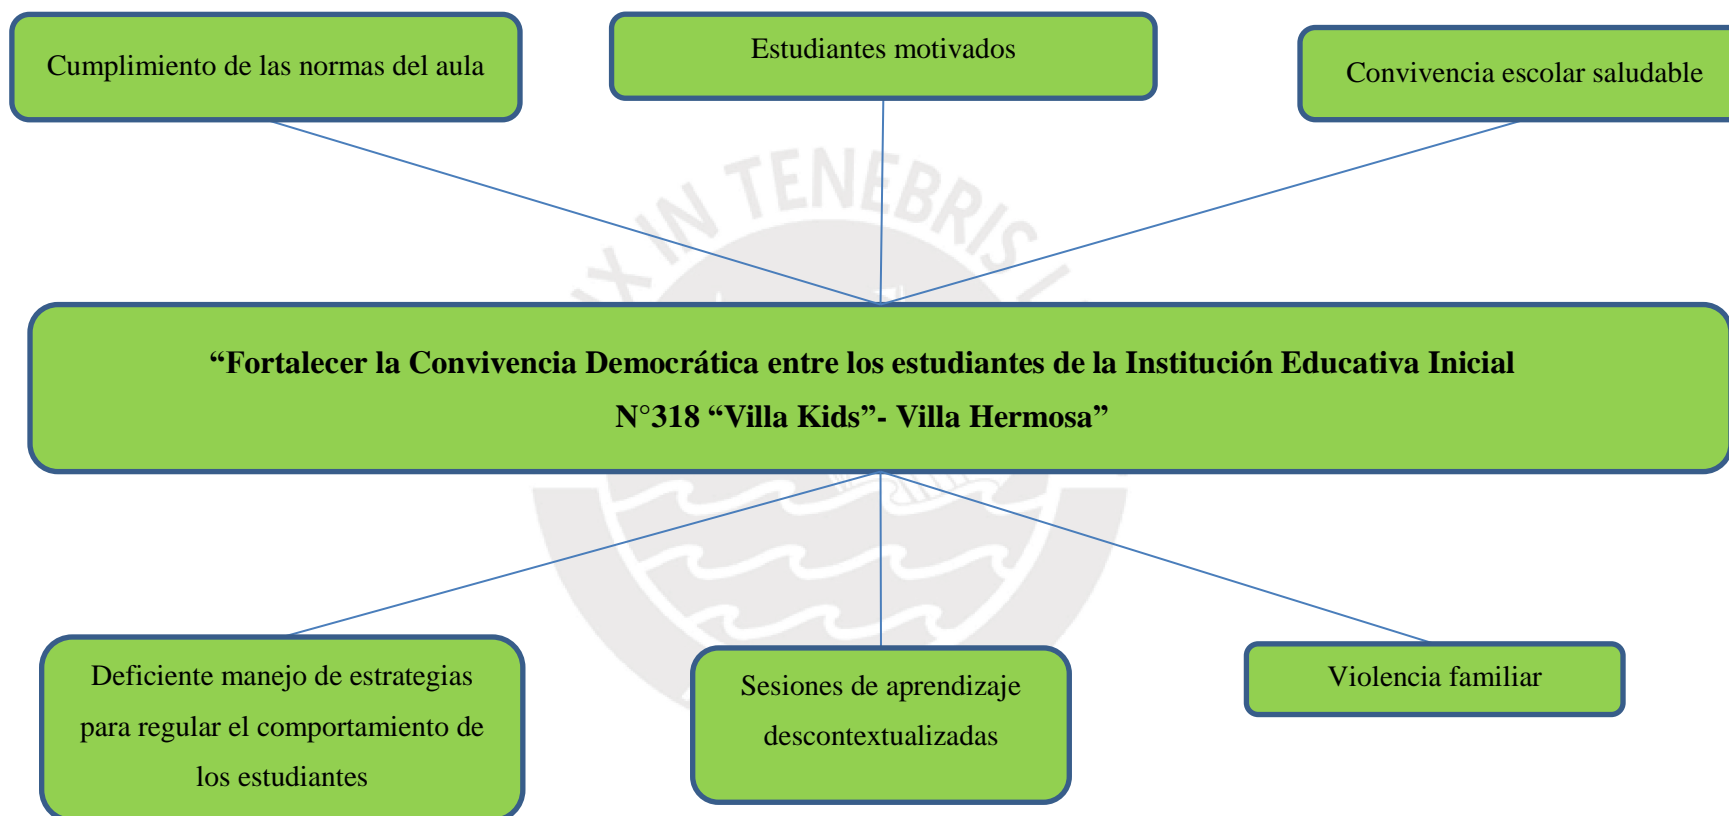 Cumplimiento de las normas del aula
Estudiantes motivados
Convivencia escolar saludable
TENEBRIS
“Fortalecer la Convivencia Democrática entre los estudiantes de la Institución Educativa Inicial
N°318 “Villa Kids”- Villa Hermosa”
Deficiente manejo de estrategias
para regular el comportamiento de
los estudiantes
Sesiones de aprendizaje
descontextualizadas
Violencia familiar